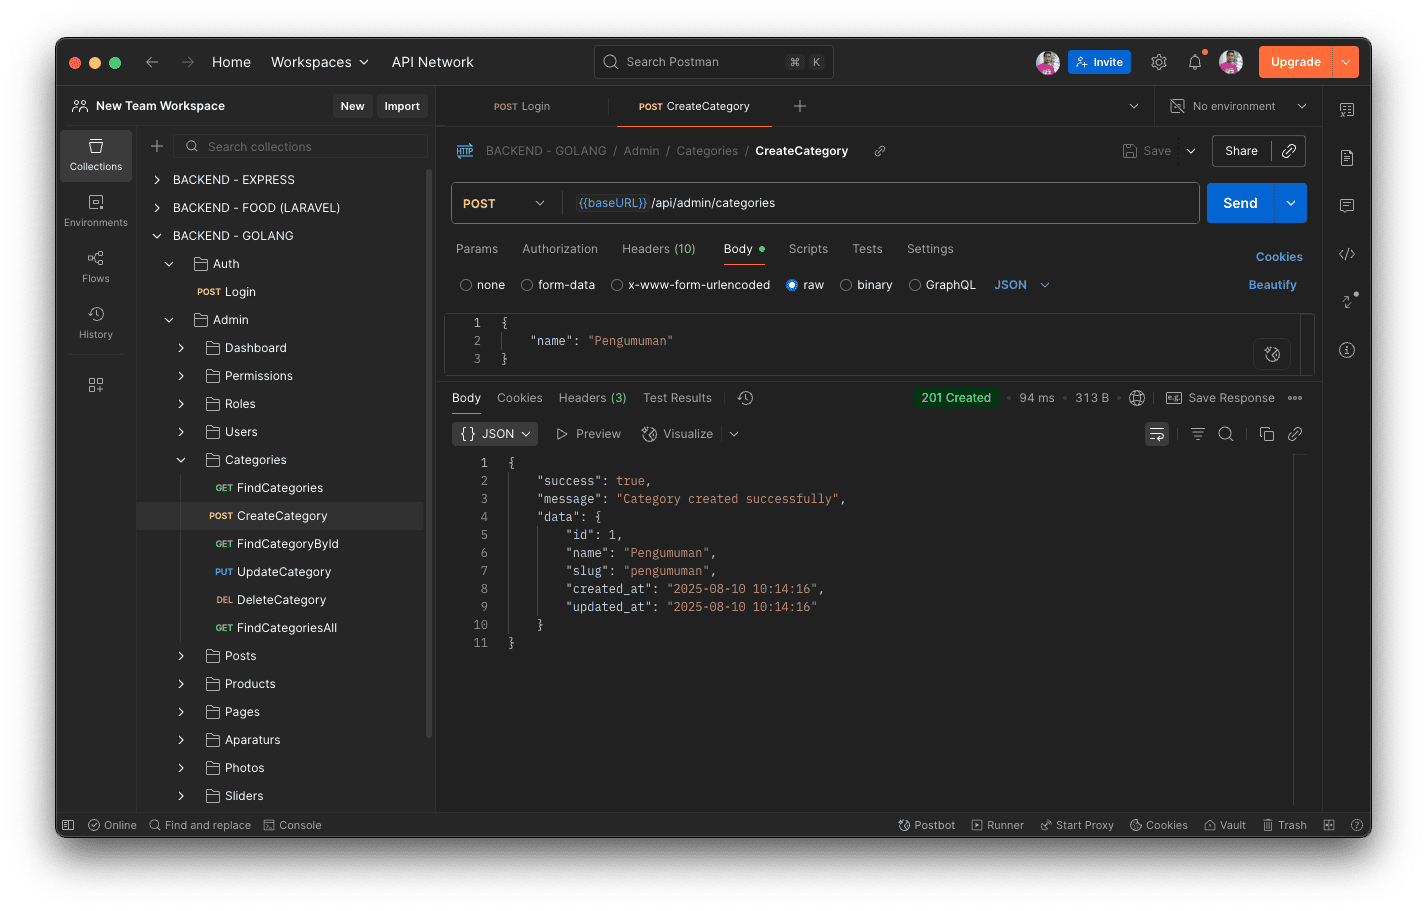 Home
Workspaces
API Network
Search Postman
⌘ K
Invite
Upgrade
New Team Workspace
New
Import
POST Login
POST CreateCategory
No environment
Collections
Environments
Flows
History
Search collections
BACKEND - EXPRESS
BACKEND - FOOD (LARAVEL)
BACKEND - GOLANG
Auth
POST Login
Admin
Dashboard
Permissions
Roles
Users
Categories
GET FindCategories
POST CreateCategory
GET FindCategoryById
PUT UpdateCategory
DEL DeleteCategory
GET FindCategoriesAll
Posts
Products
Pages
Aparaturs
Photos
Sliders
HTTP BACKEND - GOLANG / Admin / Categories / CreateCategory
Save
Share
POST
{{baseURL}} /api/admin/categories
Send
Params Authorization Headers (10) Body Scripts Tests Settings
Cookies
none form-data x-www-form-urlencoded raw binary GraphQL JSON
Beautify
1 {
2 "name": "Pengumuman"
3 }
Body Cookies Headers (3) Test Results
201 Created • 94 ms • 313 B
Save Response
{} JSON Preview Visualize
1 {
2 "success": true,
3 "message": "Category created successfully",
4 "data": {
5 "id": 1,
6 "name": "Pengumuman",
7 "slug": "pengumuman",
8 "created_at": "2025-08-10 10:14:16",
9 "updated_at": "2025-08-10 10:14:16"
10 }
11 }
Online
Find and replace
Console
Postbot
Runner
Start Proxy
Cookies
Vault
Trash